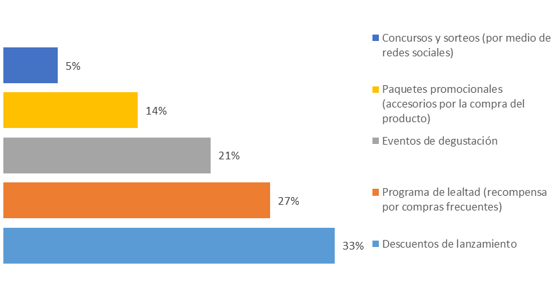 Concursos y sorteos (por medio de
redes sociales)
5%
Paquetes promocionales
(accesorios por la compra del
producto)
14%
Eventos de degustación
21%
Programa de lealtad (recompensa
por compras frecuentes)
27%
Descuentos de lanzamiento
33%